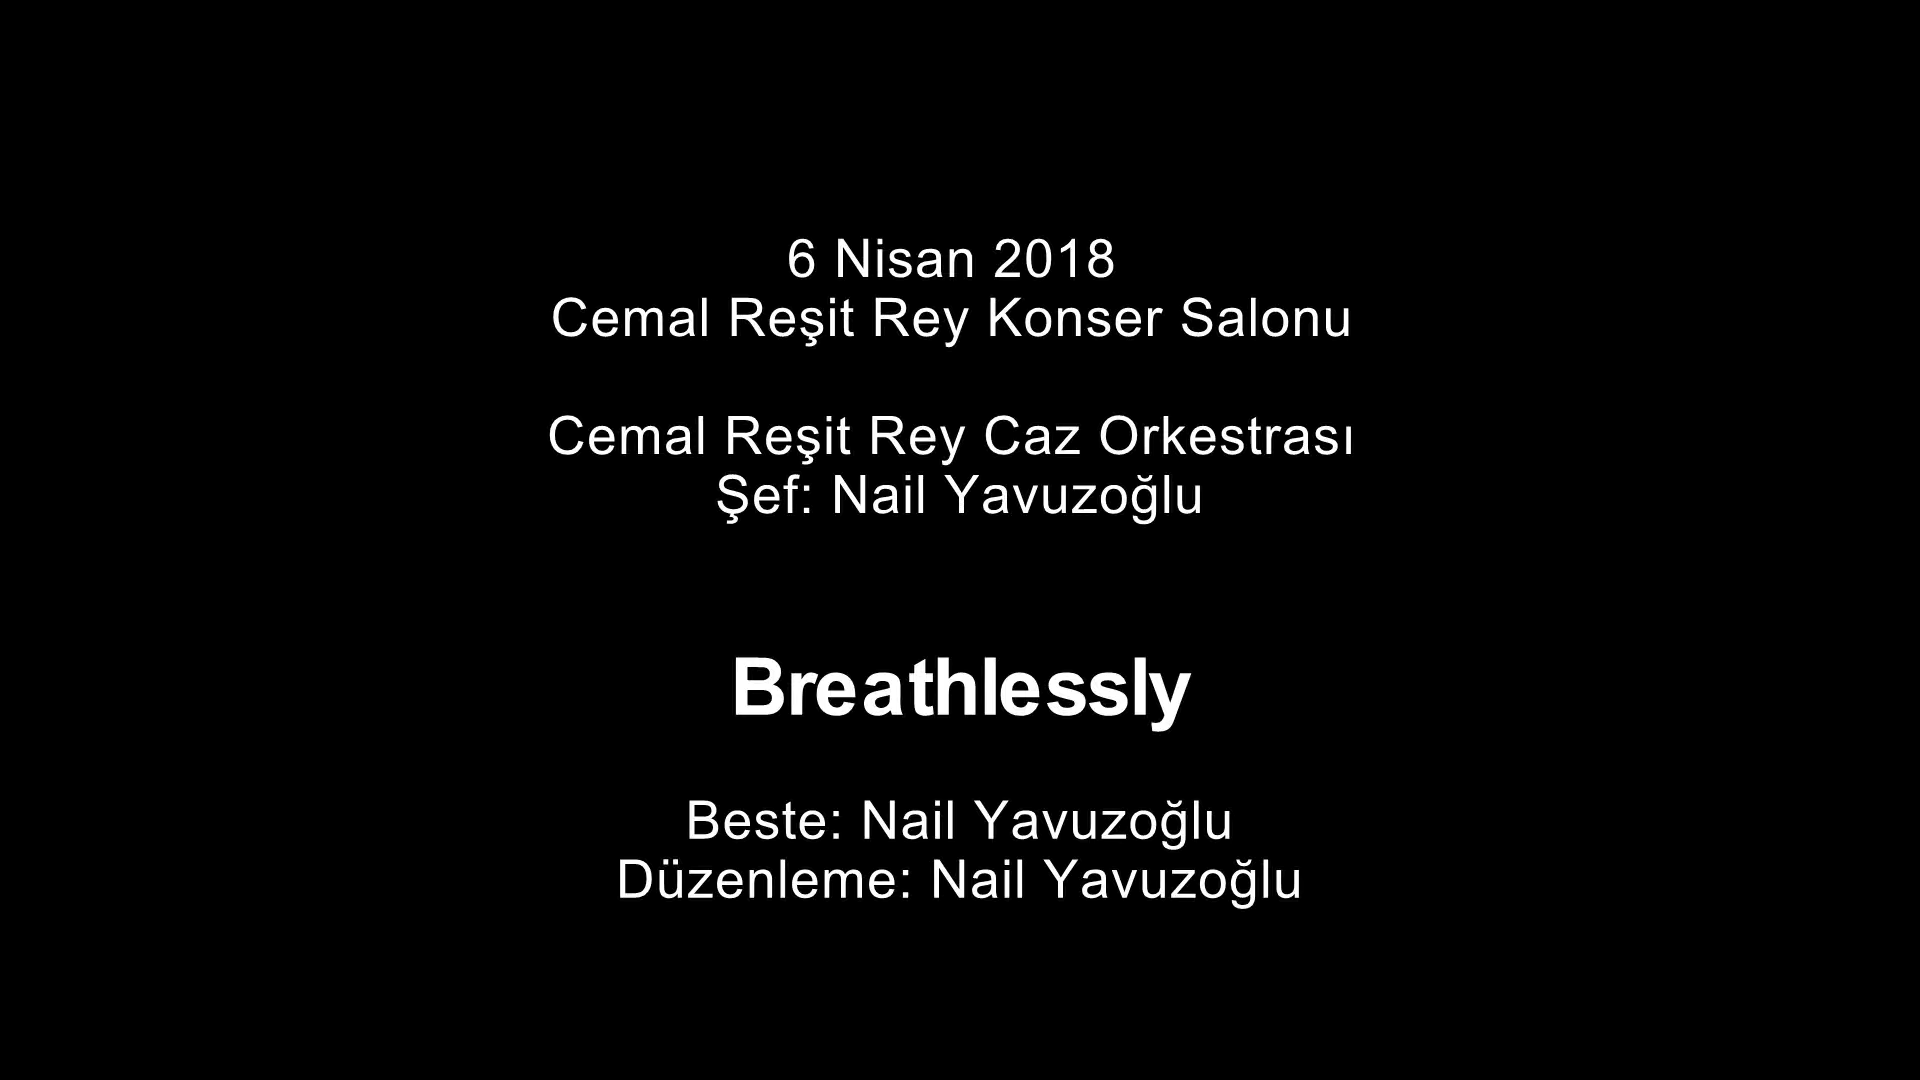 6 Nisan 2018
Cemal Reşit Rey Konser Salonu
Cemal Reşit Rey Caz Orkestrası
Şef: Nail Yavuzoğlu
Breathlessly
Beste: Nail Yavuzoğlu
Düzenleme: Nail Yavuzoğlu